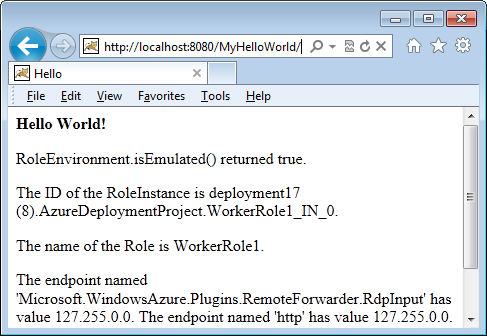 http://localhost:8080/MyHelloWorld/
Hello
File Edit View Favorites Tools Help
Hello World!
RoleEnvironment.isEmulated() returned true.
The ID of the RoleInstance is deployment17
(8).AzureDeploymentProject.WorkerRole1_IN_0.
The name of the Role is WorkerRole1.
The endpoint named
'Microsoft.WindowsAzure.Plugins.RemoteForwarder.RdpInput' has
value 127.255.0.0. The endpoint named 'http' has value 127.255.0.0.